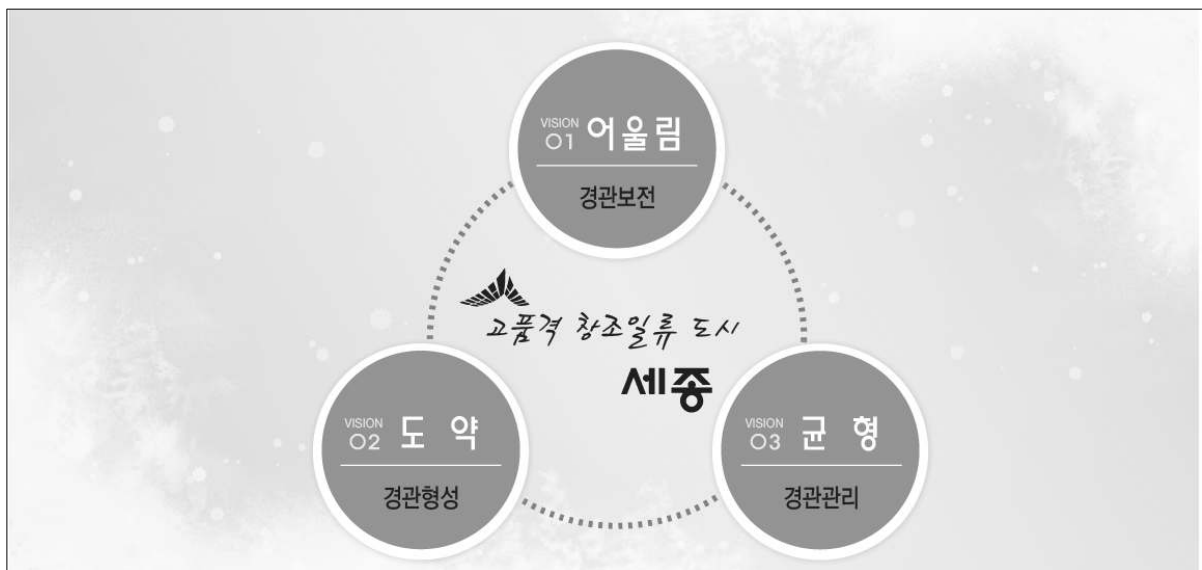 VISION 01 어울림
경관보전
고품격 창조일류 도시
세종
VISION 02 도 약
경관형성
VISION 03 균 형
경관관리